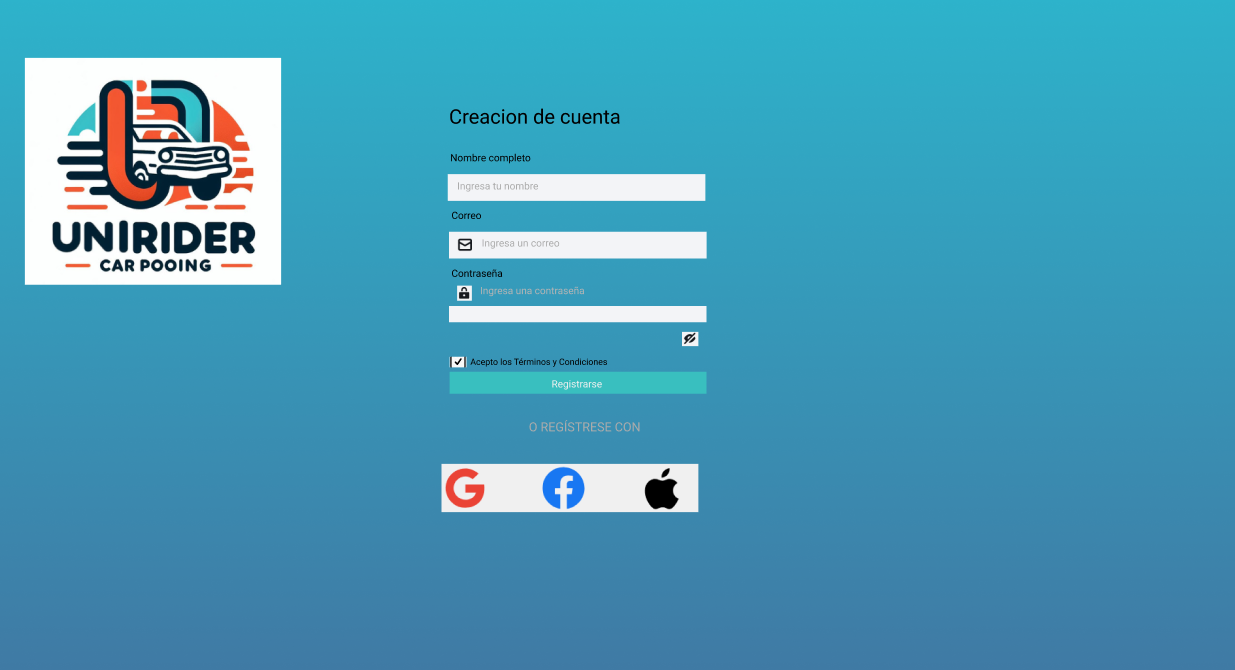 UNIRIDER
CAR POOING
Creacion de cuenta
Nombre completo
Ingresa tu nombre
Correo
Ingresa un correo
Contraseña
Ingresa una contraseña
Acepto los Términos y Condiciones
Registrarse
O REGÍSTRESE CON